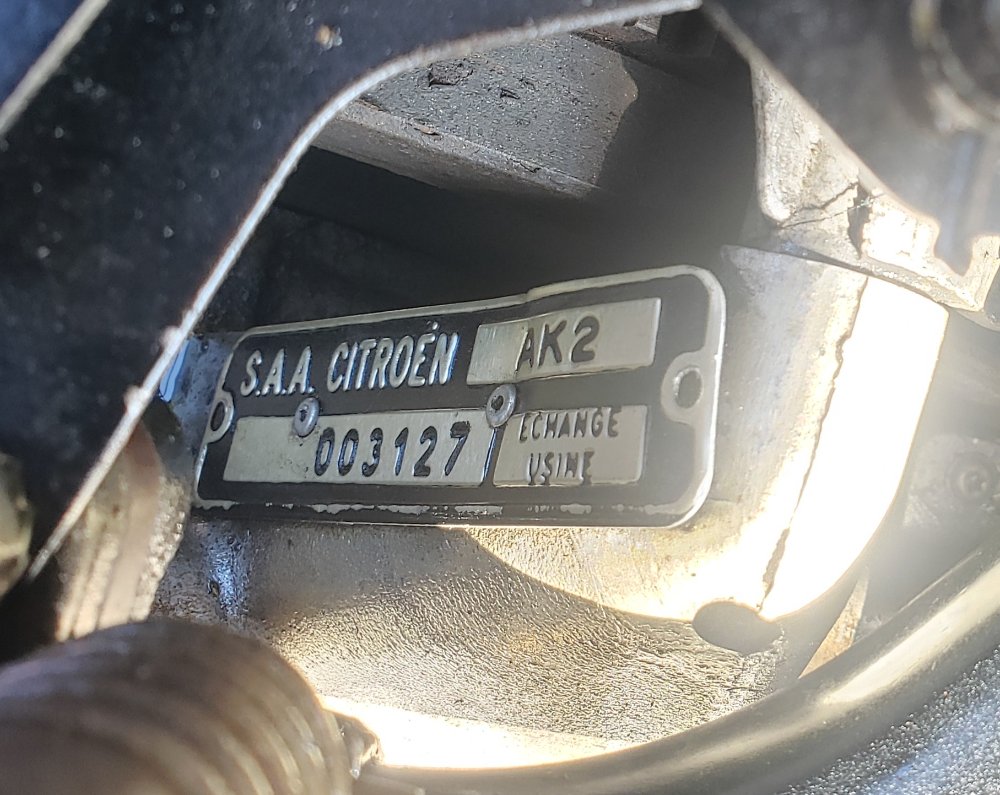 S.A.A. CITROËN AK2
003127 ECHANGE
USINE